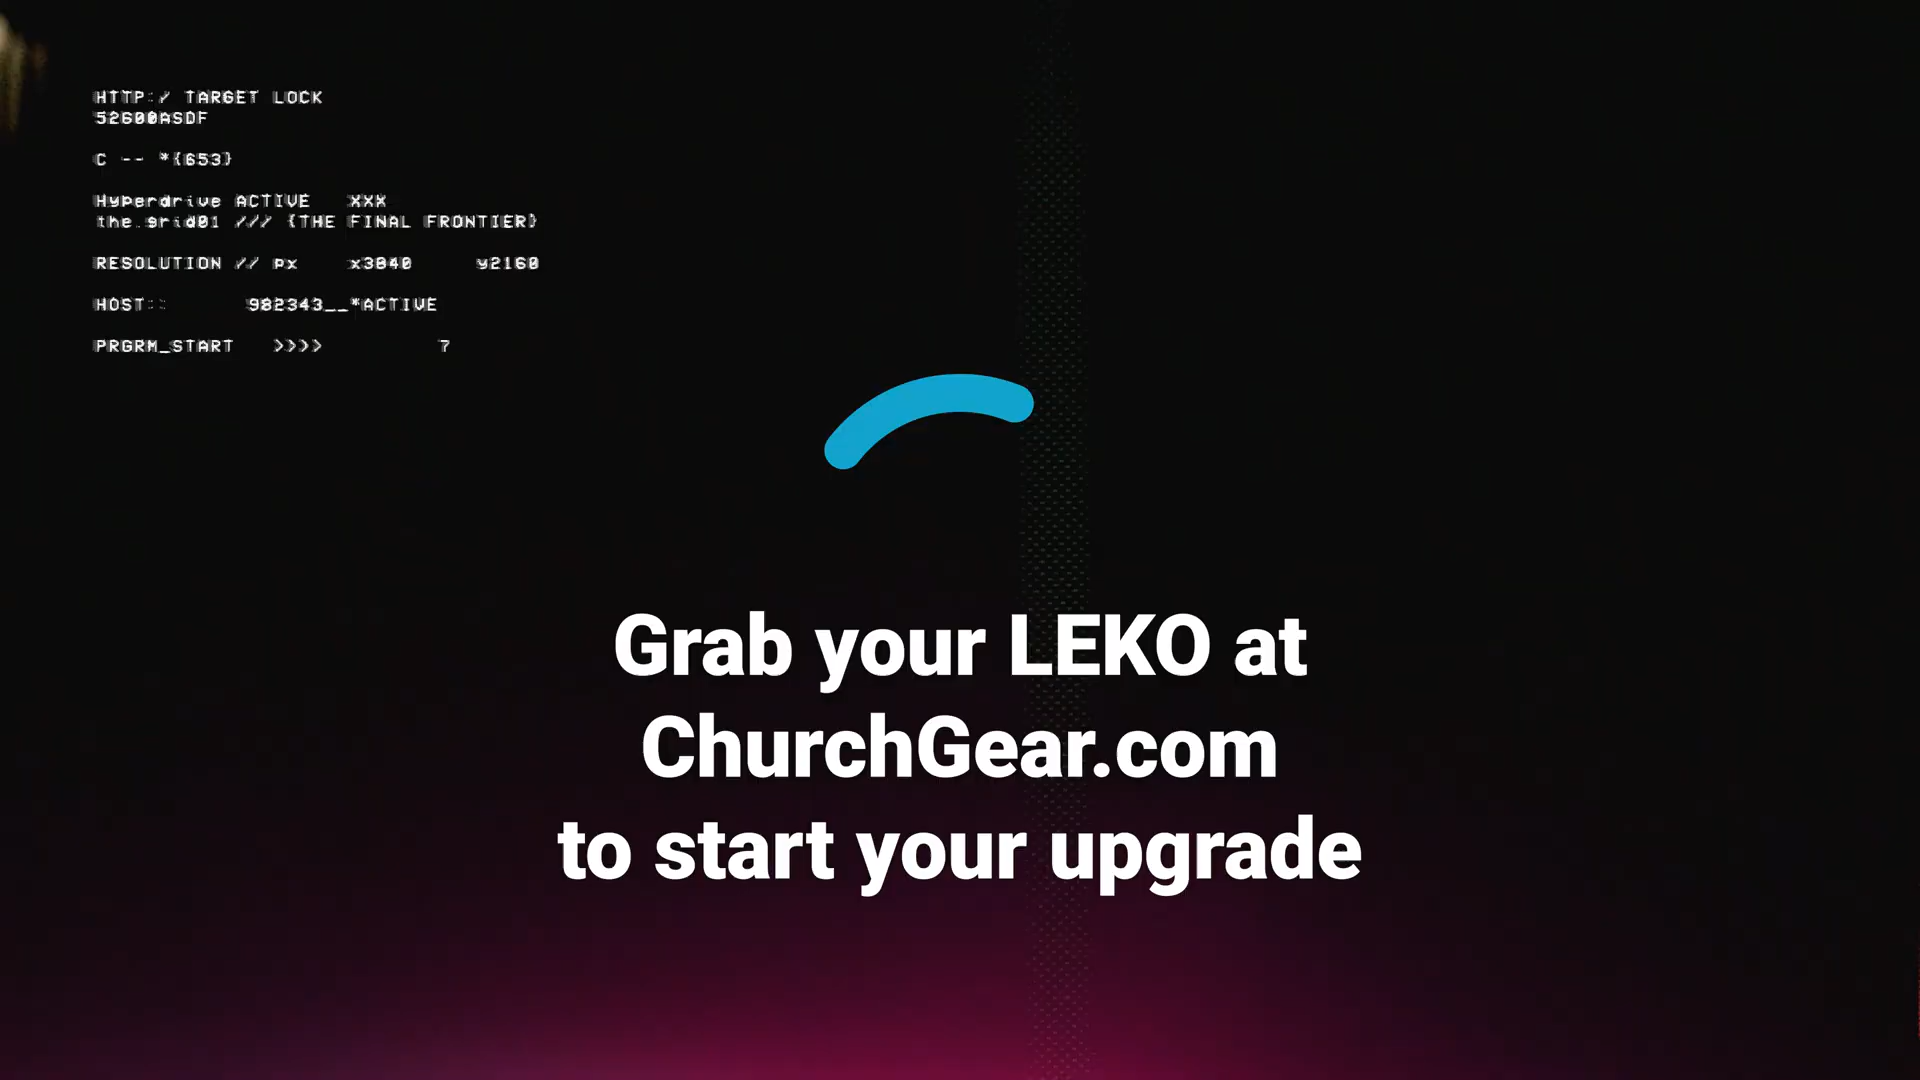 HTTP:/ TARGET LOCK
52600ASDF
C -- *{653}
Hyperdrive ACTIVE XXX
the.grid01 /// {THE FINAL FRONTIER}
RESOLUTION // px x3840 y2160
HOST:: 982343__*ACTIVE
PRGRM_START >>>> 7
Grab your LEKO at
ChurchGear.com
to start your upgrade